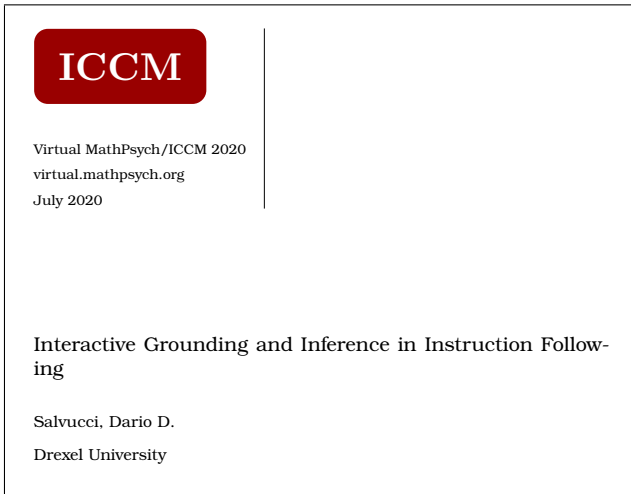 ICCM
Virtual MathPsych/ICCM 2020
virtual.mathpsych.org
July 2020
Interactive Grounding and Inference in Instruction Follow-
ing
Salvucci, Dario D.
Drexel University